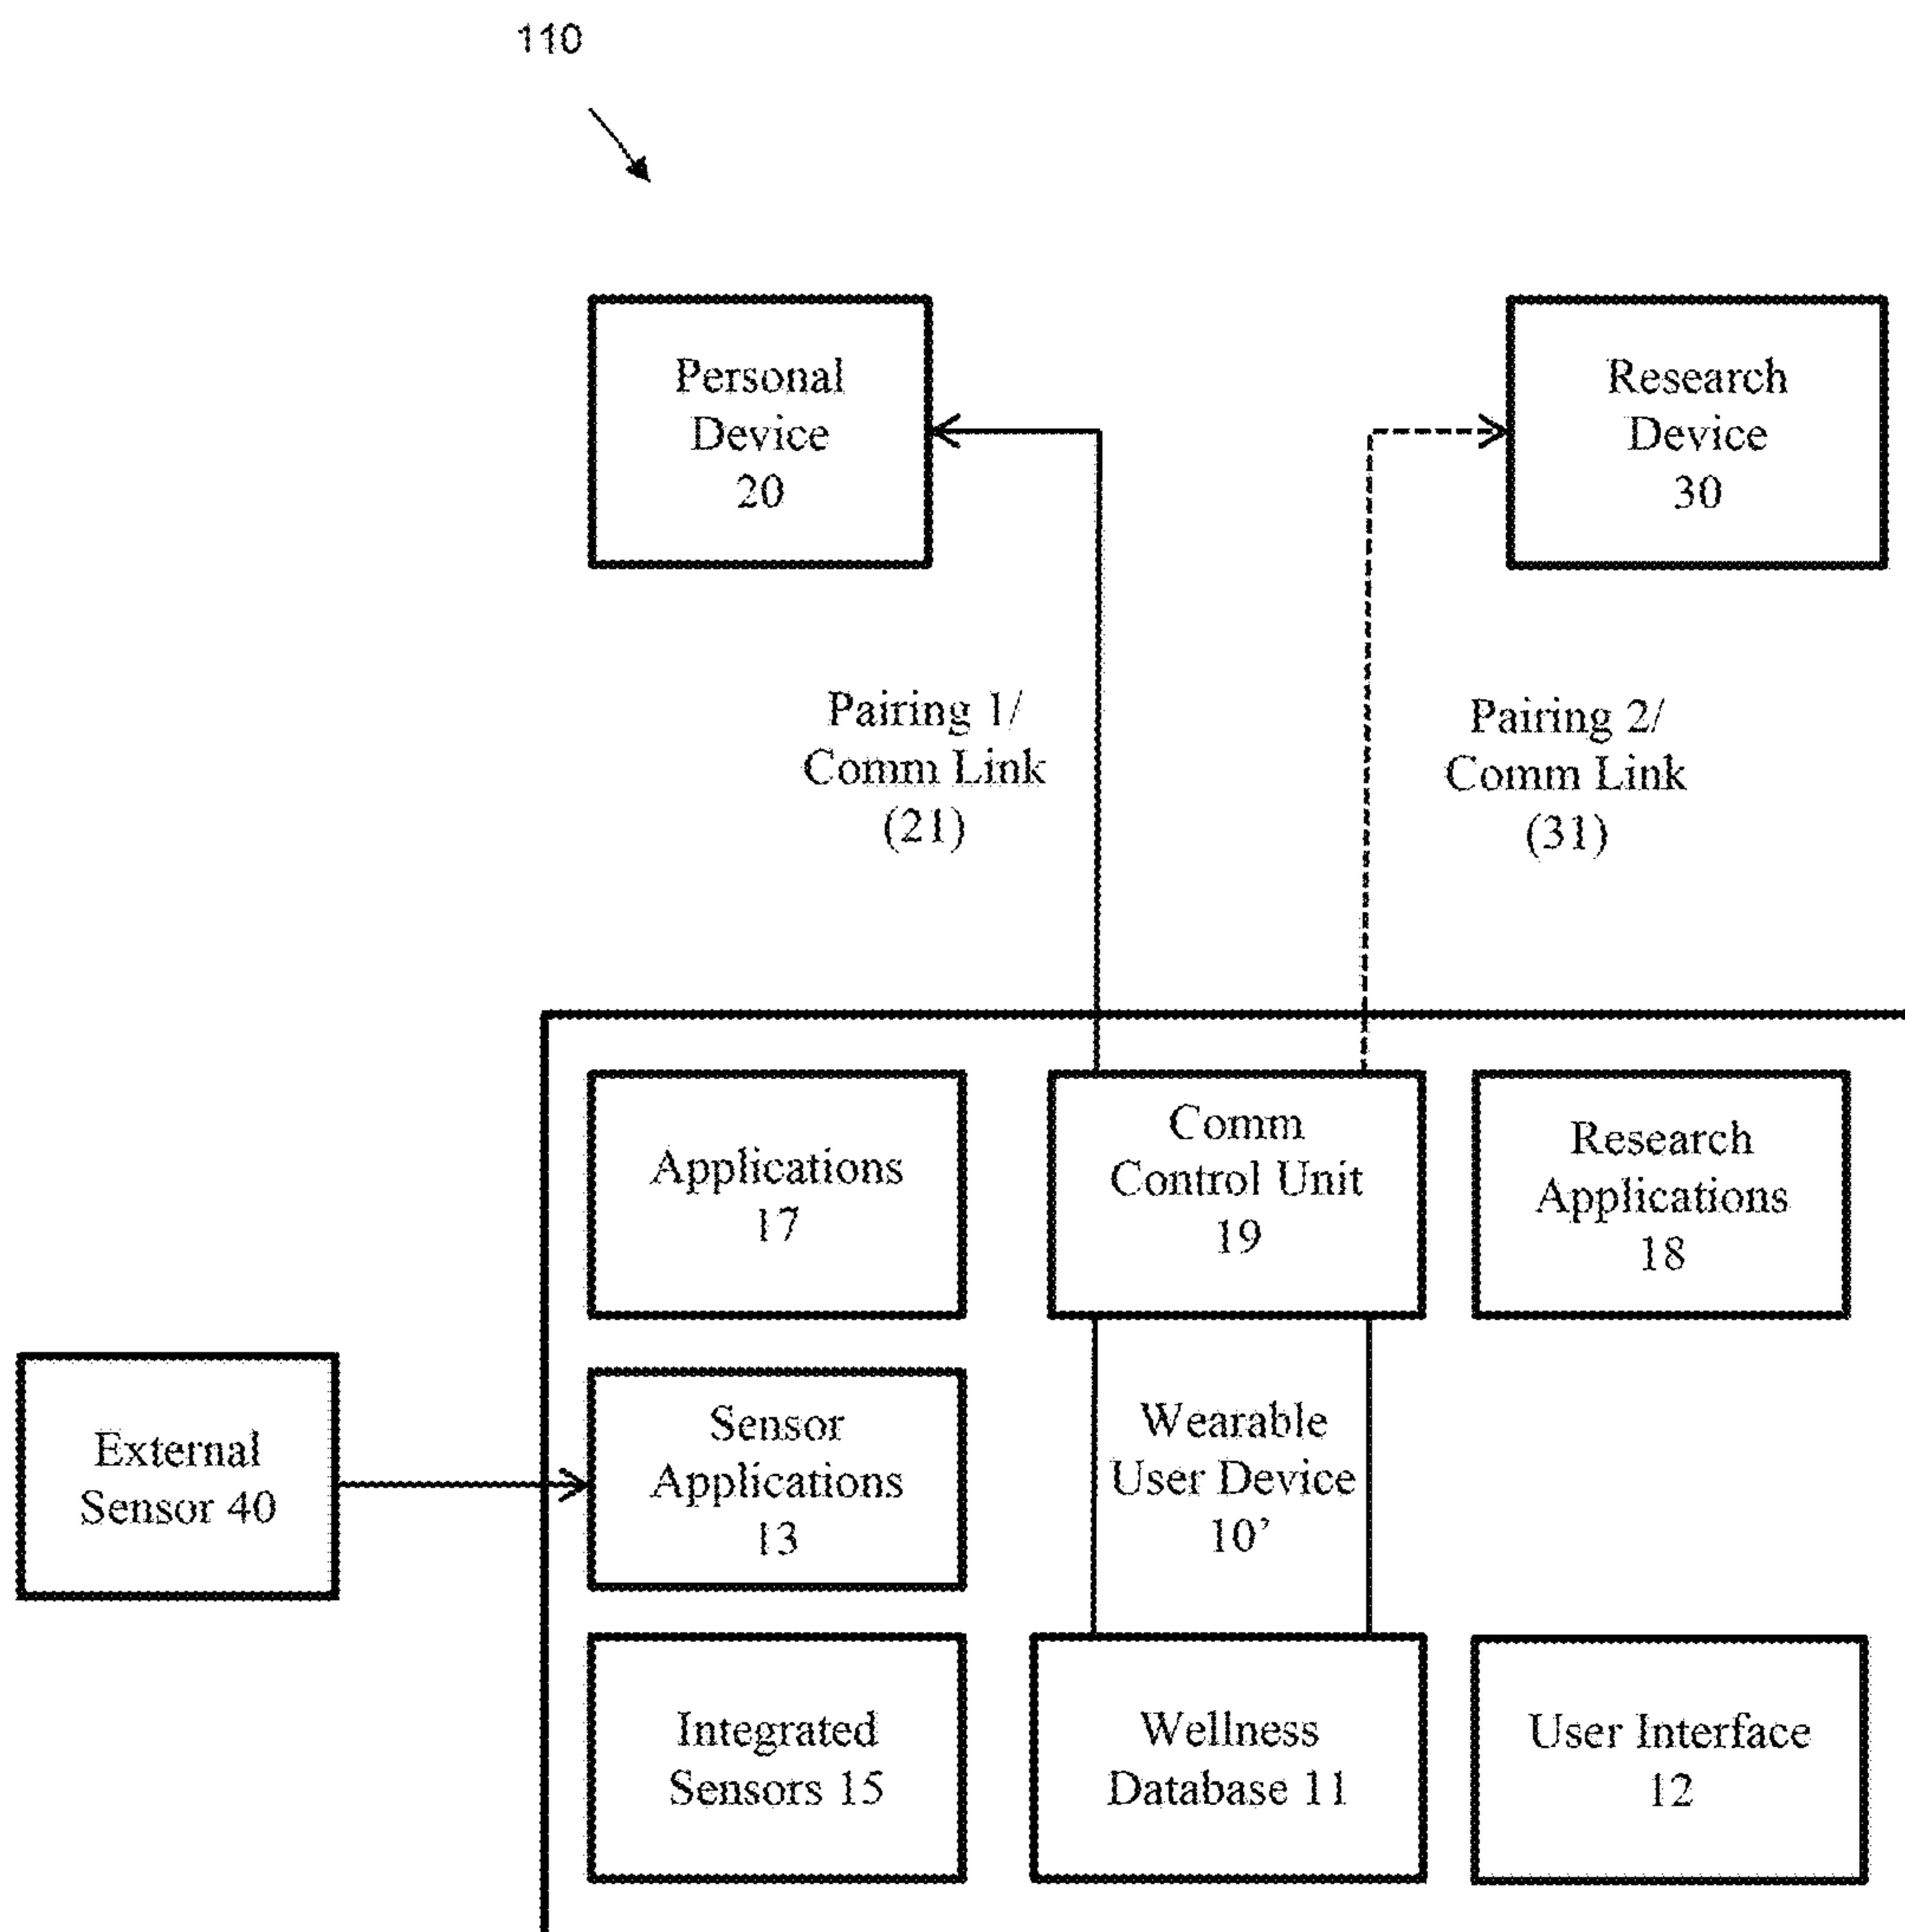 110
Personal
Device
20
Research
Device
30
Pairing 1/
Comm Link
(21)
Pairing 2/
Comm Link
(31)
Applications
17
Comm
Control Unit
19
Research
Applications
18
External
Sensor 40
Sensor
Applications
13
Wearable
User Device
10’
Integrated
Sensors 15
Wellness
Database 11
User Interface
12